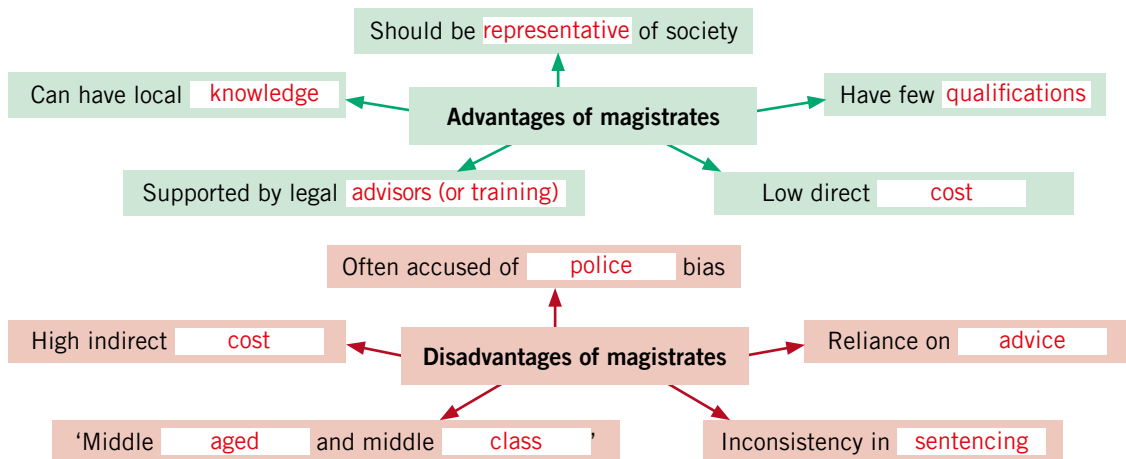 Should be representative of society
Can have local knowledge
Have few qualifications
Advantages of magistrates
Supported by legal advisors (or training)
Low direct cost
Often accused of police bias
High indirect cost
Reliance on advice
Disadvantages of magistrates
‘Middle aged and middle class ’
Inconsistency in sentencing